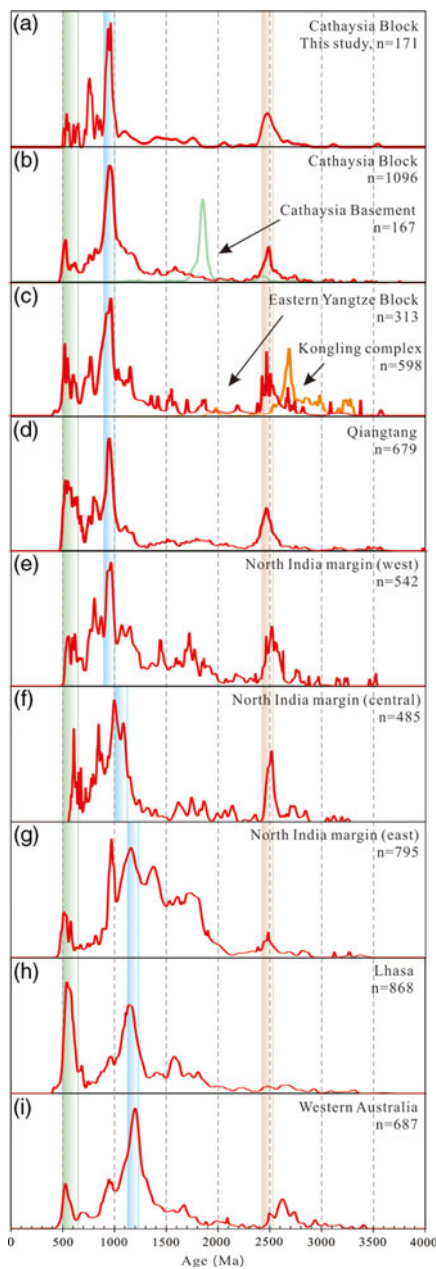 (a)
Cathaysia Block
This study, n=171
(b)
Cathaysia Block
n=1096
Cathaysia Basement
n=167
(c)
Eastern Yangtze Block
n=313
Kongling complex
n=598
(d)
Qiangtang
n=679
(e)
North India margin (west)
n=542
(f)
North India margin (central)
n=485
(g)
North India margin (east)
n=795
(h)
Lhasa
n=868
(i)
Western Australia
n=687
0 500 1000 1500 2000 2500 3000 3500 4000
Age (Ma)